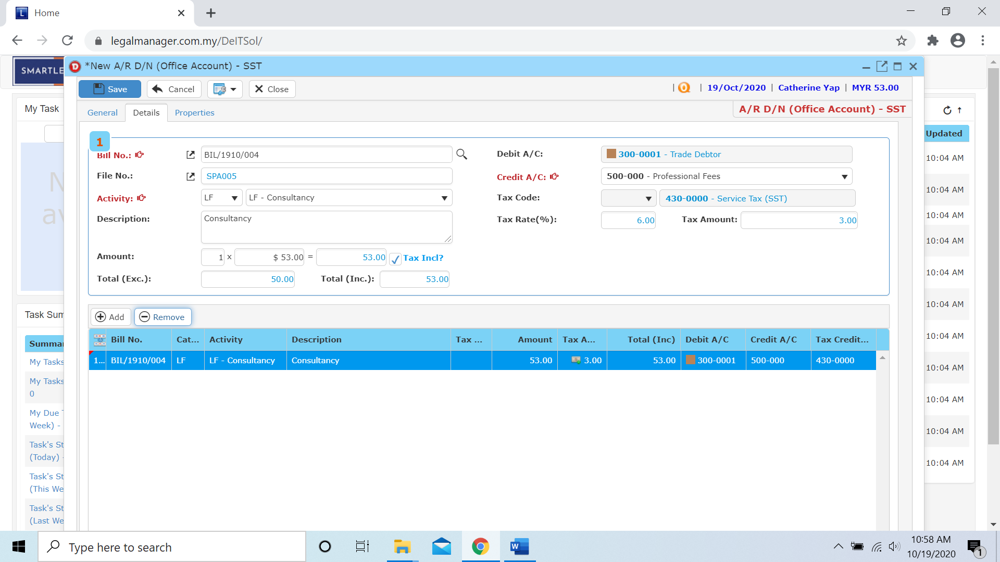 Home
legalmanager.com.my/DeITSol/
SMARTLE
*New A/R D/N (Office Account) - SST
Save Cancel Close
| | 19/Oct/2020 | Catherine Yap | MYR 53.00
General Details Properties
A/R D/N (Office Account) - SST
My Task
Updated
1
Bill No.: BIL/1910/004
Debit A/C: 300-0001 - Trade Debtor
File No.: SPA005
Credit A/C: 500-000 - Professional Fees
Activity: LF LF - Consultancy
Tax Code: 430-0000 - Service Tax (SST)
Description: Consultancy
Tax Rate(%): 6.00 Tax Amount: 3.00
Amount: 1 x $ 53.00 = 53.00 Tax Incl?
Total (Exc.): 50.00 Total (Inc.): 53.00
Add Remove
Bill No. Cat... Activity Description Tax ... Amount Tax A... Total (Inc) Debit A/C Credit A/C Tax Credit...
1... BIL/1910/004 LF LF - Consultancy Consultancy 53.00 3.00 53.00 300-0001 500-000 430-0000
10:04 AM
10:04 AM
10:04 AM
10:04 AM
10:04 AM
10:04 AM
10:04 AM
10:04 AM
10:04 AM
10:04 AM
N
av
Task Sum
Summar
My Tasks
My Tasks
0
My Due T
Week) -
Task's St
(Today) -
Task's St
(This We
Task's St
(Last We
Type here to search
10:58 AM
10/19/2020
1